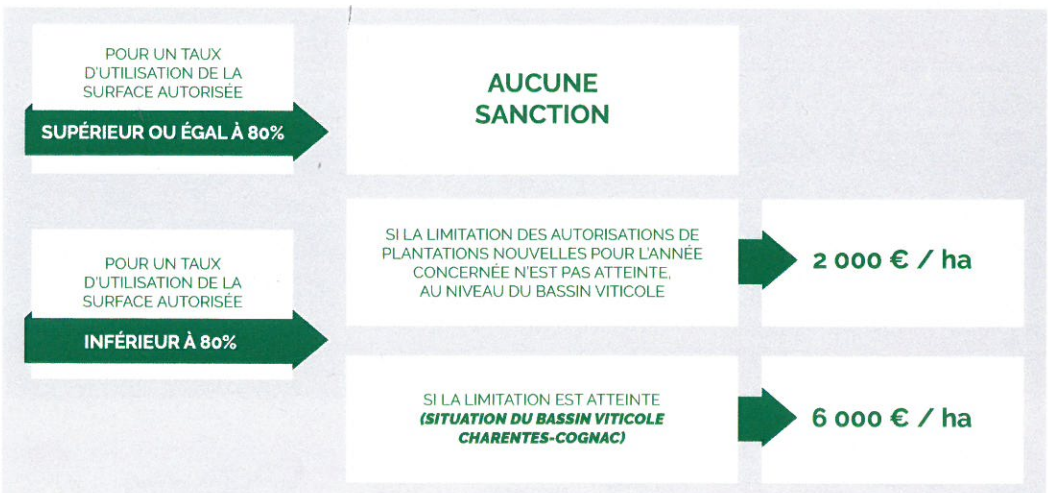 POUR UN TAUX
D'UTILISATION DE LA
SURFACE AUTORISÉE
SUPÉRIEUR OU ÉGAL À 80%
AUCUNE
SANCTION
POUR UN TAUX
D'UTILISATION DE LA
SURFACE AUTORISÉE
INFÉRIEUR À 80%
SI LA LIMITATION DES AUTORISATIONS DE
PLANTATIONS NOUVELLES POUR L'ANNÉE
CONCERNÉE N'EST PAS ATTEINTE,
AU NIVEAU DU BASSIN VITICOLE
2 000 € / ha
SI LA LIMITATION EST ATTEINTE
(SITUATION DU BASSIN VITICOLE
CHARENTES-COGNAC)
6 000 € / ha